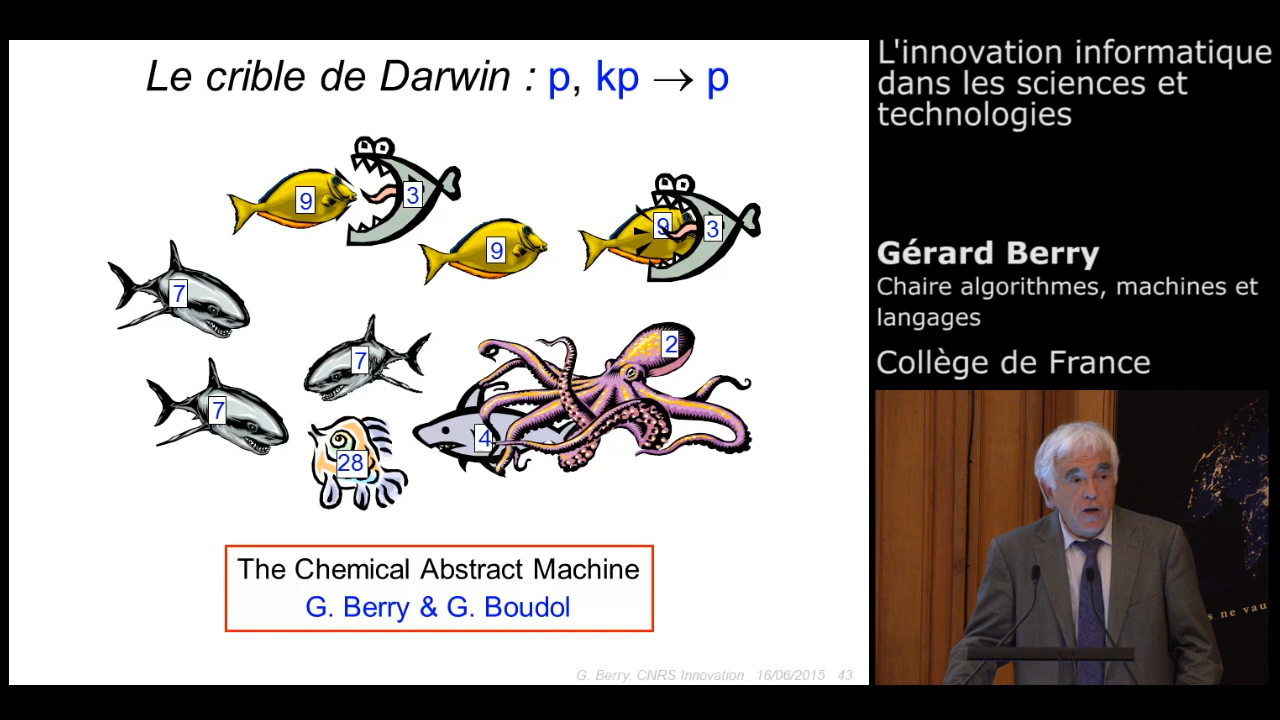 Le crible de Darwin : p, kp → p
9
3
9
9
3
7
7
7
28
4
2
The Chemical Abstract Machine
G. Berry & G. Boudol
G. Berry, CNRS Innovation 16/06/2015 43
L'innovation informatique
dans les sciences et
technologies
Gérard Berry
Chaire algorithmes, machines et
langages
Collège de France
s ne vau